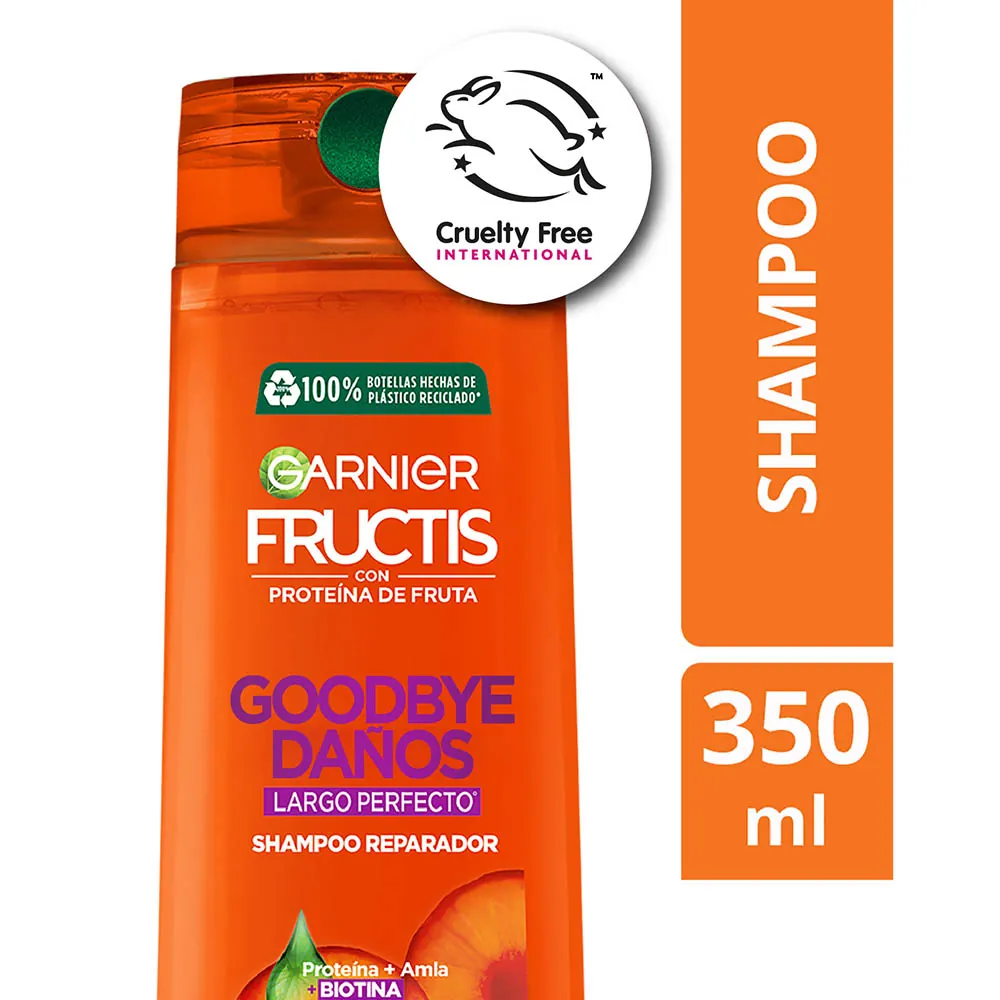 ™
Cruelty Free
INTERNATIONAL
100% BOTELLAS HECHAS DE
PLÁSTICO RECICLADO*
GARNIER
FRUCTIS
CON
PROTEÍNA DE FRUTA
GOODBYE
DAÑOS
LARGO PERFECTO°
SHAMPOO REPARADOR
Proteína + Amla
+ BIOTINA
SHAMPOO
350
ml